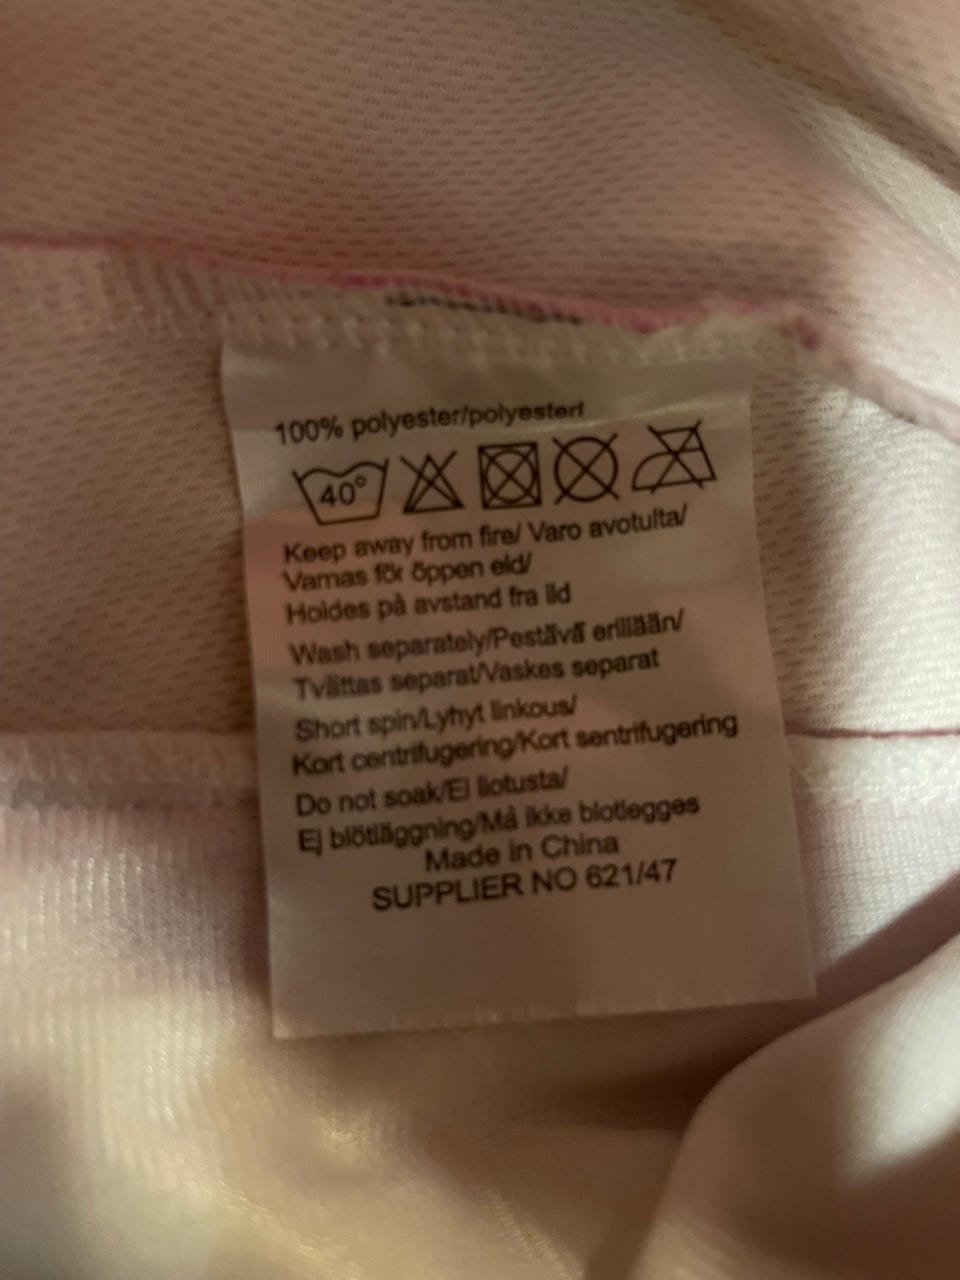 100% polyester/polyesteri
40°
Keep away from fire/ Varo avotulta/
Varnas för öppen eld/
Holdes på avstand fra ild
Wash separately/Pestävä erillään/
Tvättas separat/Vaskes separat
Short spin/Lyhyt linkous/
Kort centrifugering/Kort sentrifugering
Do not soak/Ei liotusta/
Ej blötläggning/Må ikke blotlegges
Made in China
SUPPLIER NO 621/47